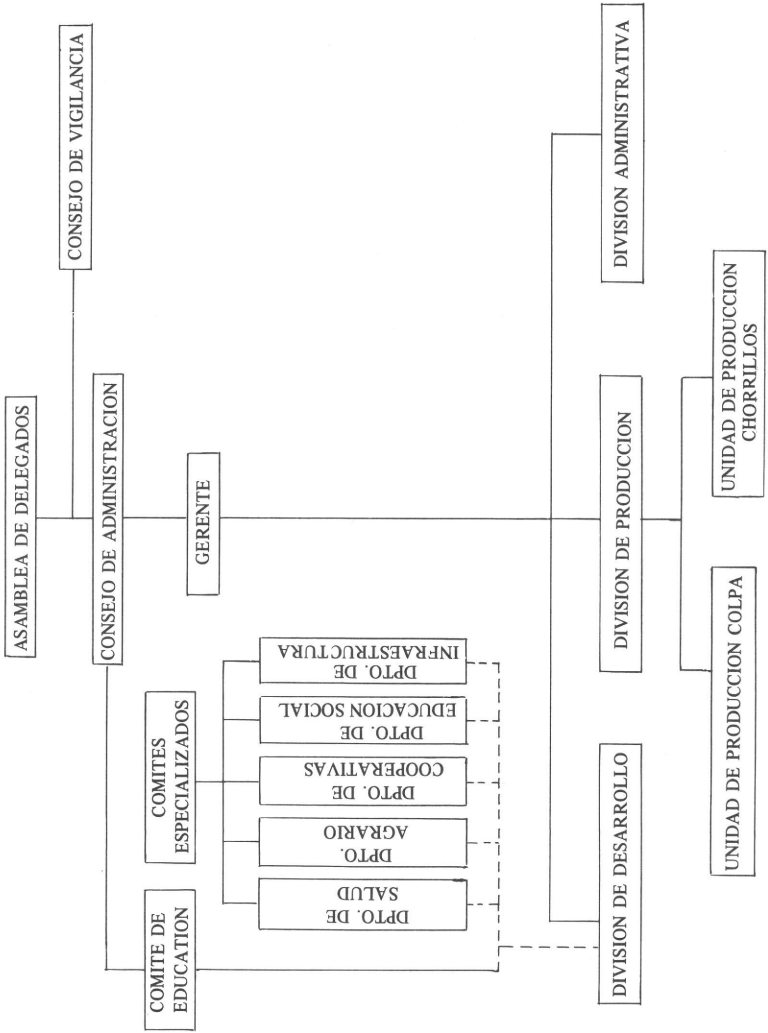 ASAMBLEA DE DELEGADOS
CONSEJO DE VIGILANCIA
CONSEJO DE ADMINISTRACION
GERENTE
COMITE DE
EDUCATION
COMITES
ESPECIALIZADOS
DPTO. DE
SALUD
DPTO.
AGRARIO
DPTO. DE
COOPERATIVAS
DPTO. DE
EDUCACION SOCIAL
DPTO. DE
INFRAESTRUCTURA
DIVISION DE DESARROLLO
DIVISION DE PRODUCCION
DIVISION ADMINISTRATIVA
UNIDAD DE PRODUCCION COLPA
UNIDAD DE PRODUCCION
CHORRILLOS